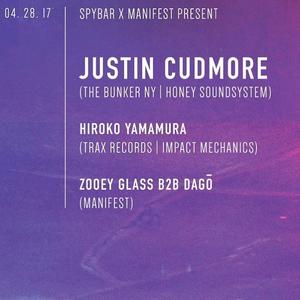 04. 28. 17
SPYBAR X MANIFEST PRESENT
JUSTIN CUDMORE
(THE BUNKER NY | HONEY SOUNDSYSTEM)
HIROKO YAMAMURA
(TRAX RECORDS | IMPACT MECHANICS)
ZOOEY GLASS B2B DAGŌ
(MANIFEST)